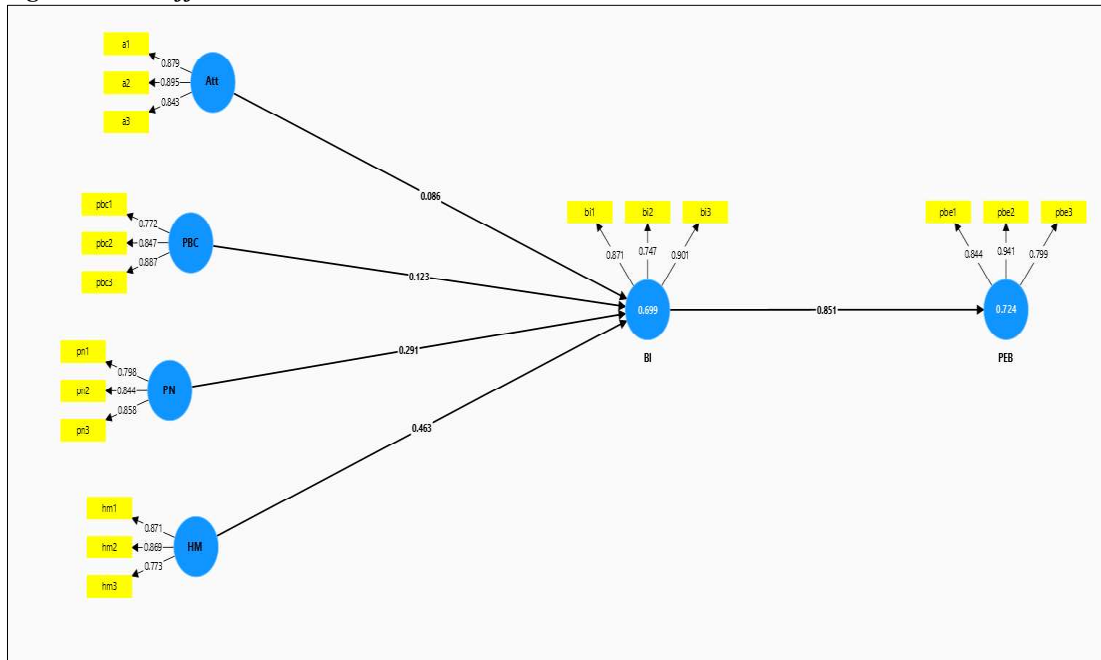 a1
0.879
Att
a2
0.895
0.843
a3
0.086
pbc1
0.772
PBC
pbc2
0.847
0.887
pbc3
0.123
bi1
bi2
bi3
0.871
0.747
0.901
0.699
BI
0.851
pbe1
pbe2
pbe3
0.844
0.941
0.799
0.724
PEB
pn1
0.798
PN
pn2
0.844
0.858
pn3
0.291
0.463
hm1
0.871
HM
hm2
0.869
0.773
hm3